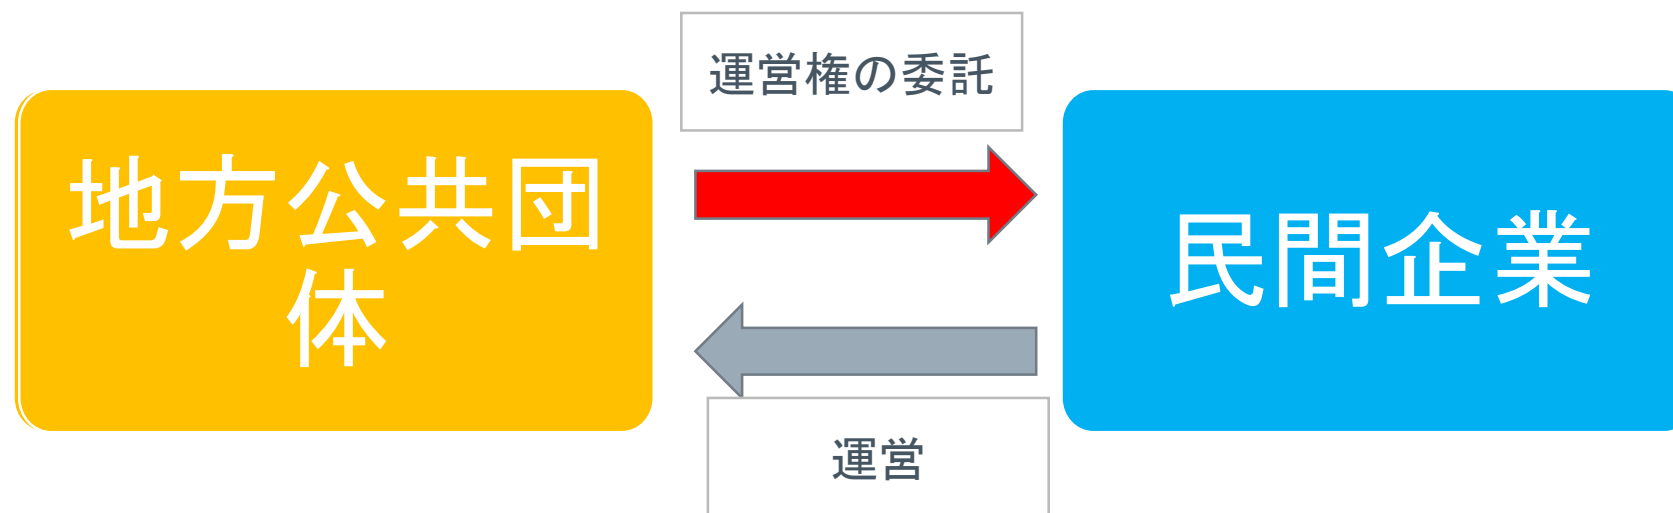 運営権の委託
地方公共団
体
民間企業
運営